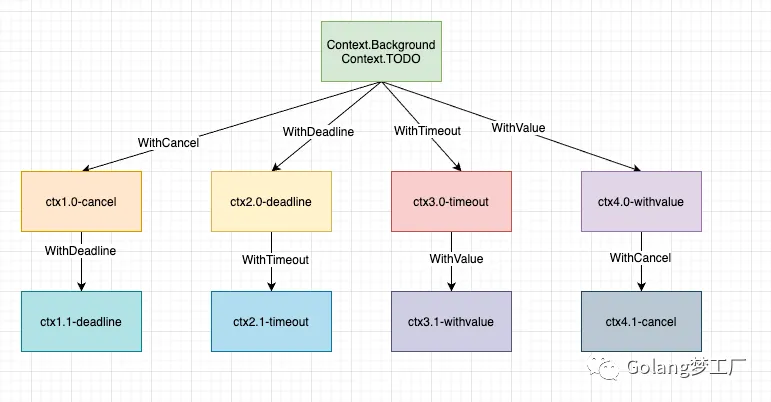 Context.Background
Context.TODO
WithCancel
WithDeadline
WithTimeout
WithValue
ctx1.0-cancel
ctx2.0-deadline
ctx3.0-timeout
ctx4.0-withvalue
WithDeadline
WithTimeout
WithValue
WithCancel
ctx1.1-deadline
ctx2.1-timeout
ctx3.1-withvalue
ctx4.1-cancel
Golang梦工厂